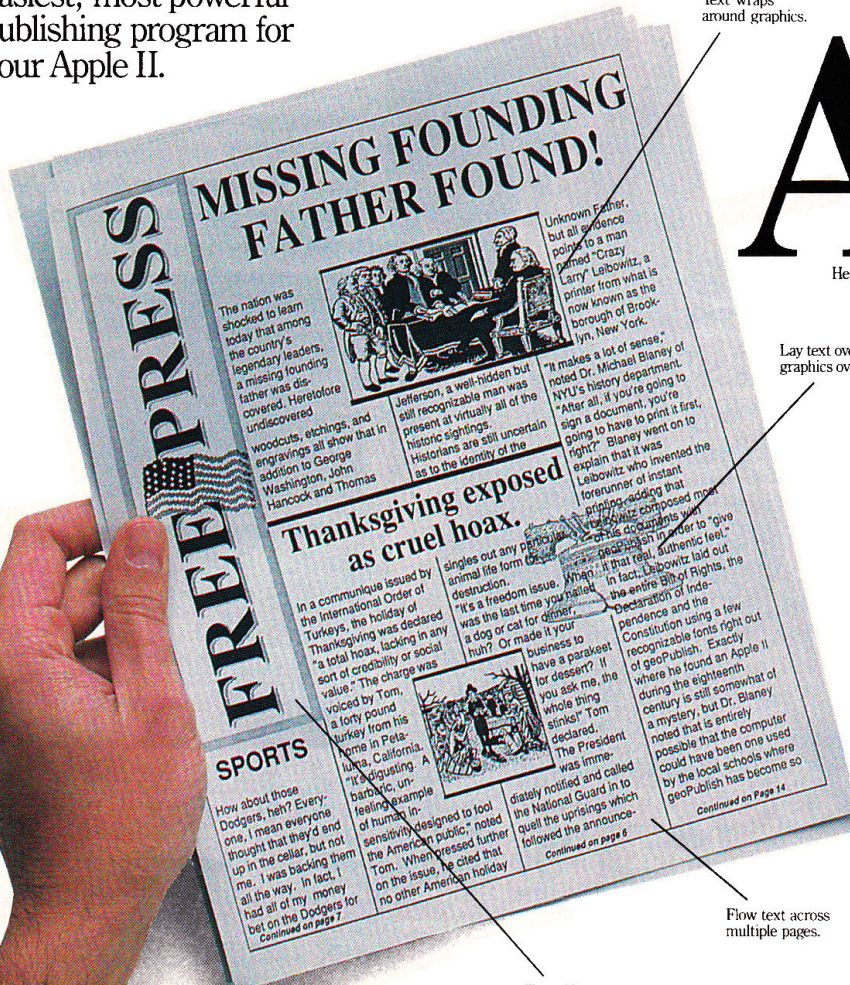 easiest, most powerful
publishing program for
your Apple II.
Text wraps
around graphics.
A
He
Lay text ov
graphics ov
FREE PRESS
MISSING FOUNDING
FATHER FOUND!
The nation was
shocked to learn
today that among
the country's
legendary leaders,
a missing founding
father was dis-
covered. Heretofore
undiscovered
woodcuts, etchings, and
engravings all show that in
addition to George
Washington, John
Hancock and Thomas
Jefferson, a well-hidden but
still recognizable man was
present at virtually all of the
historic sightings.
Historians are still uncertain
as to the identity of the
Unknown Father,
but all evidence
points to a man
named "Crazy
Larry" Leibowitz, a
printer from what is
now known as the
borough of Brook-
lyn, New York.
"It makes a lot of sense,"
noted Dr. Michael Blaney of
NYU's history department.
"After all, if you're going to
sign a document, you're
going to have to print it first,
right?" Blaney went on to
explain that it was
Leibowitz who invented the
forerunner of instant
printing, adding that
composed most
of his documents with
in order to "give
it that real, authentic feel."
In fact, Lebowitz laid out
the entire Bill of Rights, the
Declaration of Inde-
pendence and the
Constitution using a few
recognizable fonts right out
of geoPublish. Exactly
where he found an Apple II
during the eighteenth
century is still somewhat of
a mystery, but Dr. Blaney
noted that is entirely
possible that the computer
could have been one used
by the local schools where
geoPublish has become so
Continued on Page 14
Thanksgiving exposed
as cruel hoax.
In a communique issued by
the International Order of
Turkeys, the holiday of
Thanksgiving was declared
"a total hoax, lacking in any
sort of credibility or social
value." The charge was
voiced by Tom,
a forty pound
turkey from his
home in Peta-
luma, California.
"It's digusting. A
barbaric, un-
feeling example
of human in-
sensitivity designed to fool
the American public," noted
Tom. When pressed further
on the issue, he cited that
no other American holiday
singles out any particular
animal life form
destruction.
"It's a freedom issue. When
was the last time you nailed
a dog or cat for dinner
huh? Or made it your
business to
have a parakeet
for dessert? If
you ask me, the
whole thing
stinks!" Tom
declared.
The President
was imme-
diately notified and called
the National Guard in to
quell the uprisings which
followed the announce-
Continued on page 6
SPORTS
How about those
Dodgers, heh? Every-
one, I mean everyone
thought that they'd end
up in the cellar, but not
me. I was backing them
all the way. In fact, I
had all of my money
bet on the Dodgers for
Continued on page 7
Flow text across
multiple pages.